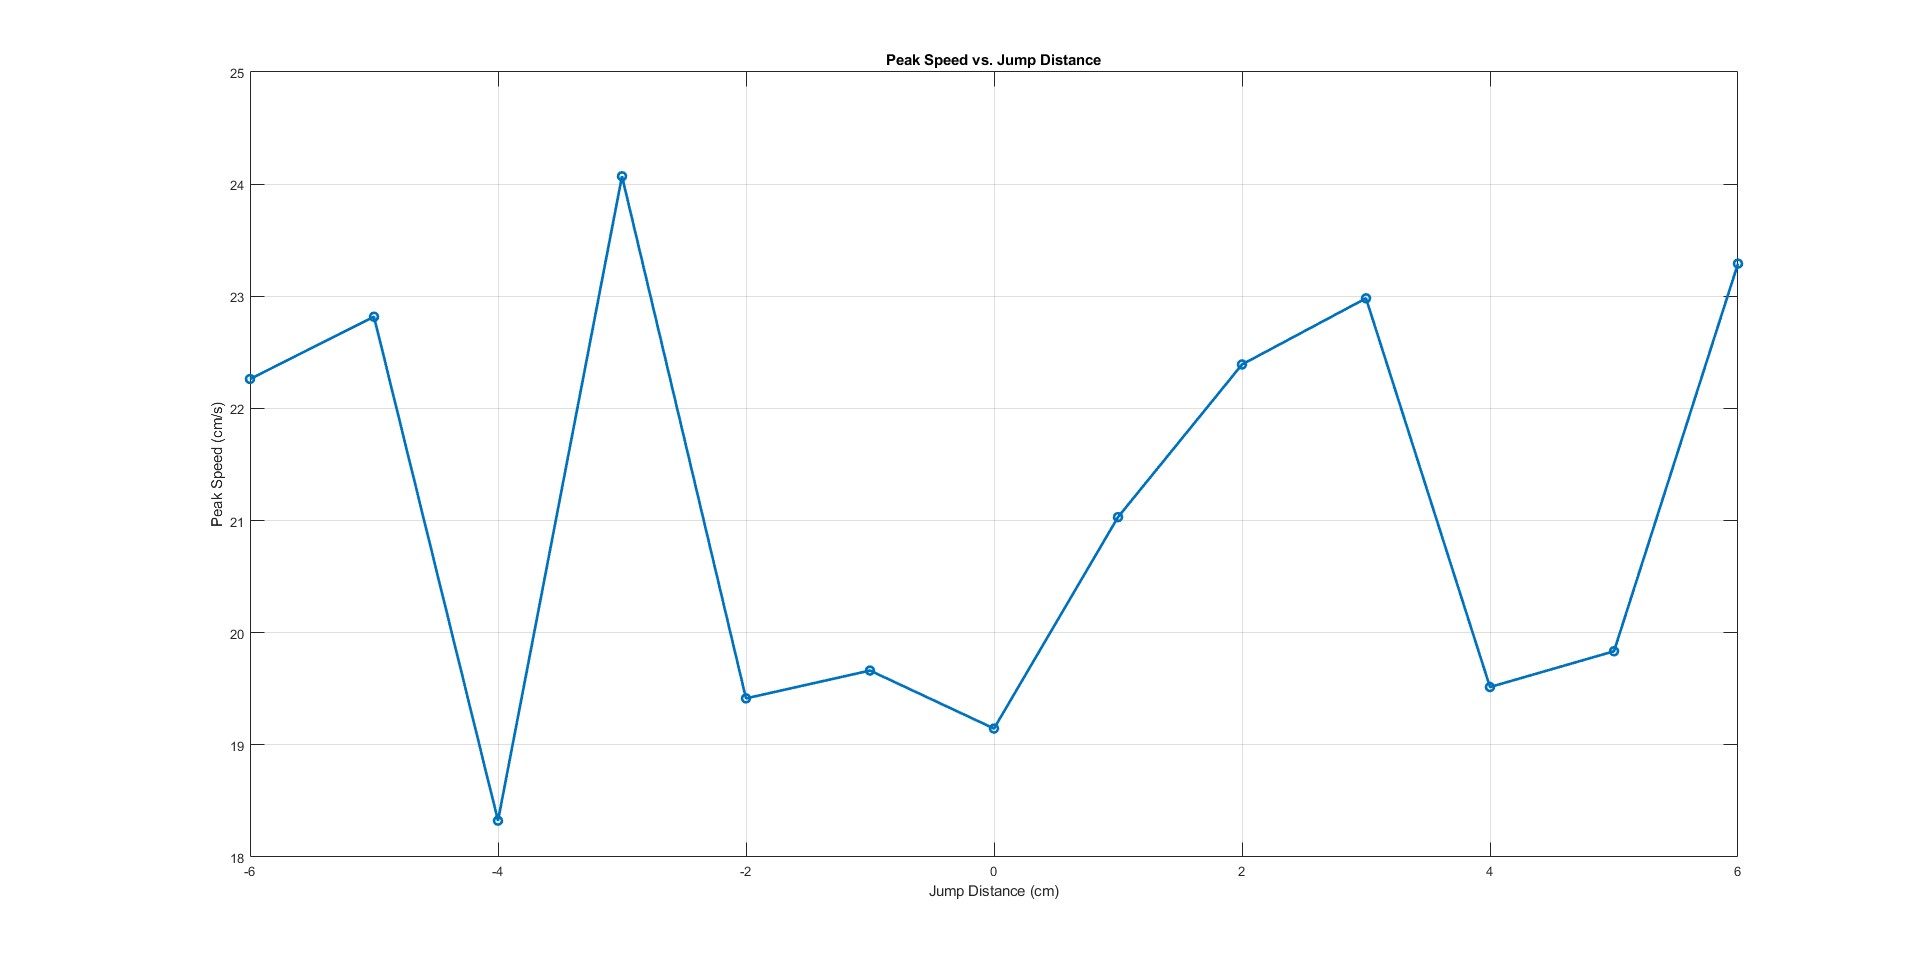 Peak Speed vs. Jump Distance
25
24
23
22
21
20
19
18
Peak Speed (cm/s)
-6 -4 -2 0 2 4 6
Jump Distance (cm)